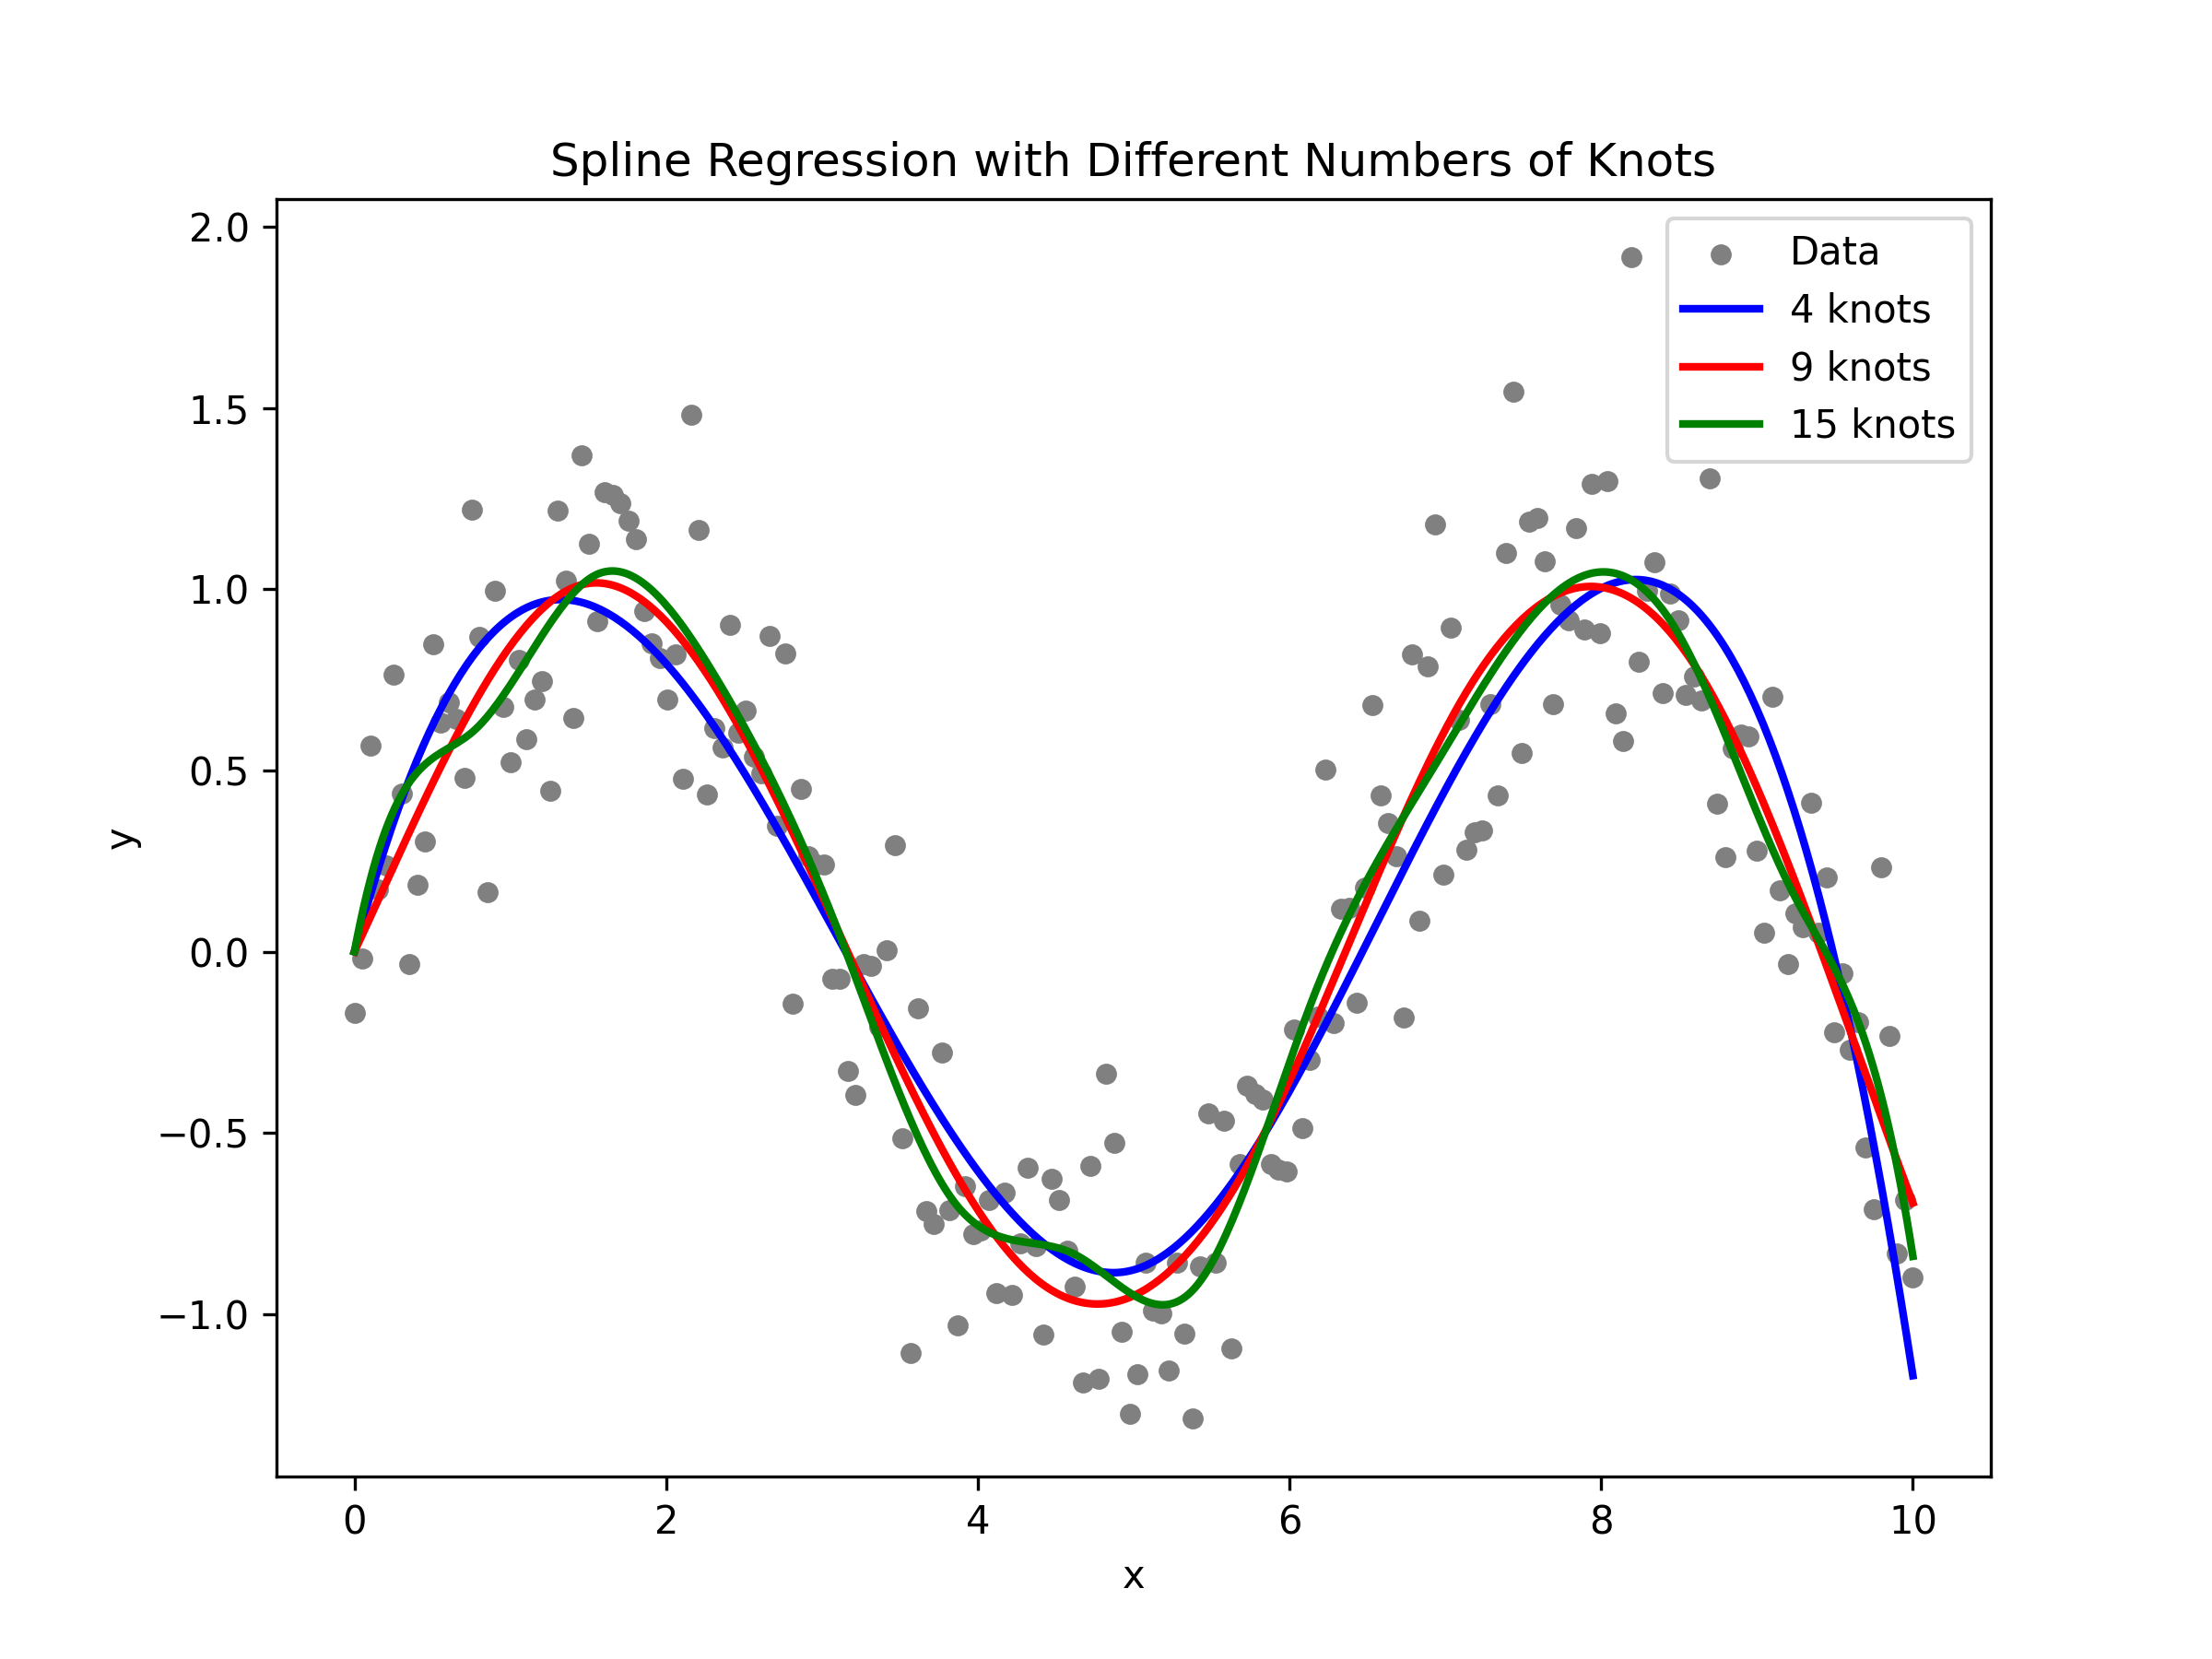 Spline Regression with Different Numbers of Knots
2.0
1.5
1.0
0.5
0.0
−0.5
−1.0
y
Data
4 knots
9 knots
15 knots
0 2 4 6 8 10
x